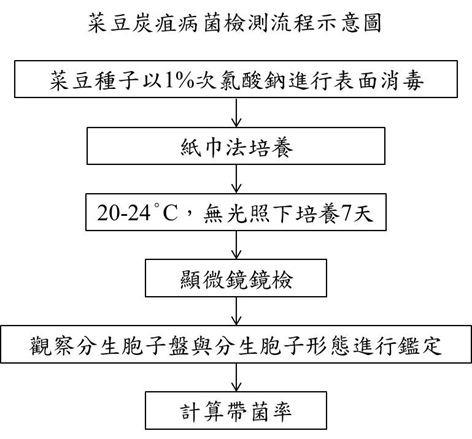 菜豆炭疽病菌檢測流程示意圖
菜豆種子以1%次氯酸鈉進行表面消毒
紙巾法培養
20-24°C，無光照下培養7天
顯微鏡鏡檢
觀察分生胞子盤與分生胞子形態進行鑑定
計算帶菌率